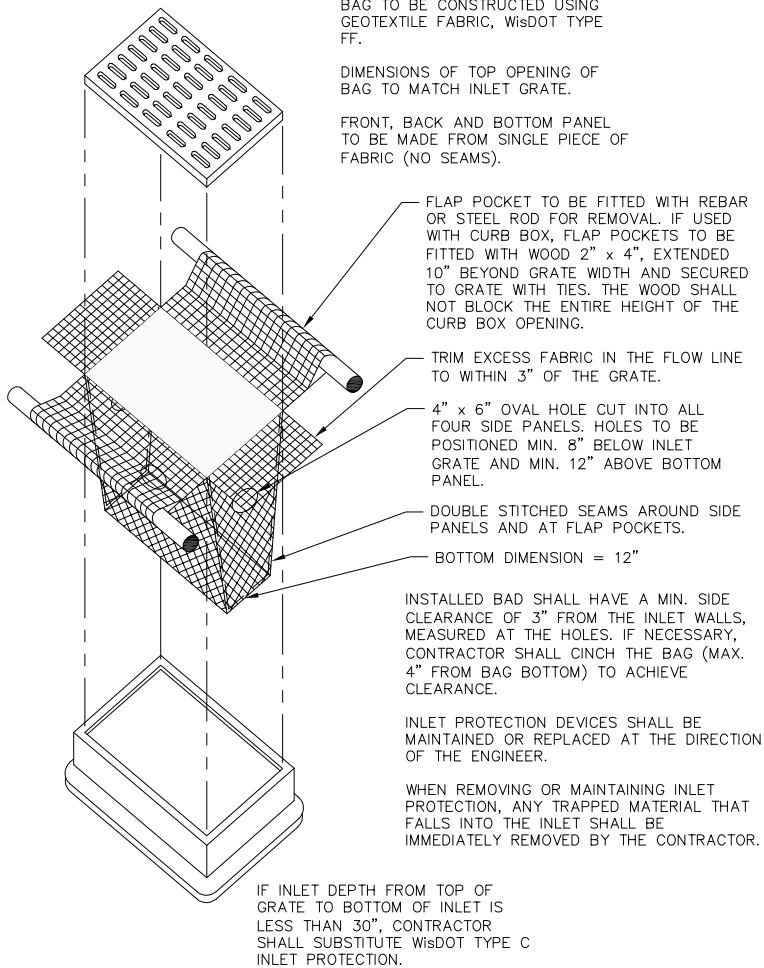 BAG TO BE CONSTRUCTED USING
GEOTEXTILE FABRIC, WisDOT TYPE
FF.
DIMENSIONS OF TOP OPENING OF
BAG TO MATCH INLET GRATE.
FRONT, BACK AND BOTTOM PANEL
TO BE MADE FROM SINGLE PIECE OF
FABRIC (NO SEAMS).
FLAP POCKET TO BE FITTED WITH REBAR
OR STEEL ROD FOR REMOVAL. IF USED
WITH CURB BOX, FLAP POCKETS TO BE
FITTED WITH WOOD 2" x 4", EXTENDED
10" BEYOND GRATE WIDTH AND SECURED
TO GRATE WITH TIES. THE WOOD SHALL
NOT BLOCK THE ENTIRE HEIGHT OF THE
CURB BOX OPENING.
TRIM EXCESS FABRIC IN THE FLOW LINE
TO WITHIN 3" OF THE GRATE.
4" x 6" OVAL HOLE CUT INTO ALL
FOUR SIDE PANELS. HOLES TO BE
POSITIONED MIN. 8" BELOW INLET
GRATE AND MIN. 12" ABOVE BOTTOM
PANEL.
DOUBLE STITCHED SEAMS AROUND SIDE
PANELS AND AT FLAP POCKETS.
BOTTOM DIMENSION = 12"
INSTALLED BAD SHALL HAVE A MIN. SIDE
CLEARANCE OF 3" FROM THE INLET WALLS,
MEASURED AT THE HOLES. IF NECESSARY,
CONTRACTOR SHALL CINCH THE BAG (MAX.
4" FROM BAG BOTTOM) TO ACHIEVE
CLEARANCE.
INLET PROTECTION DEVICES SHALL BE
MAINTAINED OR REPLACED AT THE DIRECTION
OF THE ENGINEER.
WHEN REMOVING OR MAINTAINING INLET
PROTECTION, ANY TRAPPED MATERIAL THAT
FALLS INTO THE INLET SHALL BE
IMMEDIATELY REMOVED BY THE CONTRACTOR.
IF INLET DEPTH FROM TOP OF
GRATE TO BOTTOM OF INLET IS
LESS THAN 30", CONTRACTOR
SHALL SUBSTITUTE WisDOT TYPE C
INLET PROTECTION.